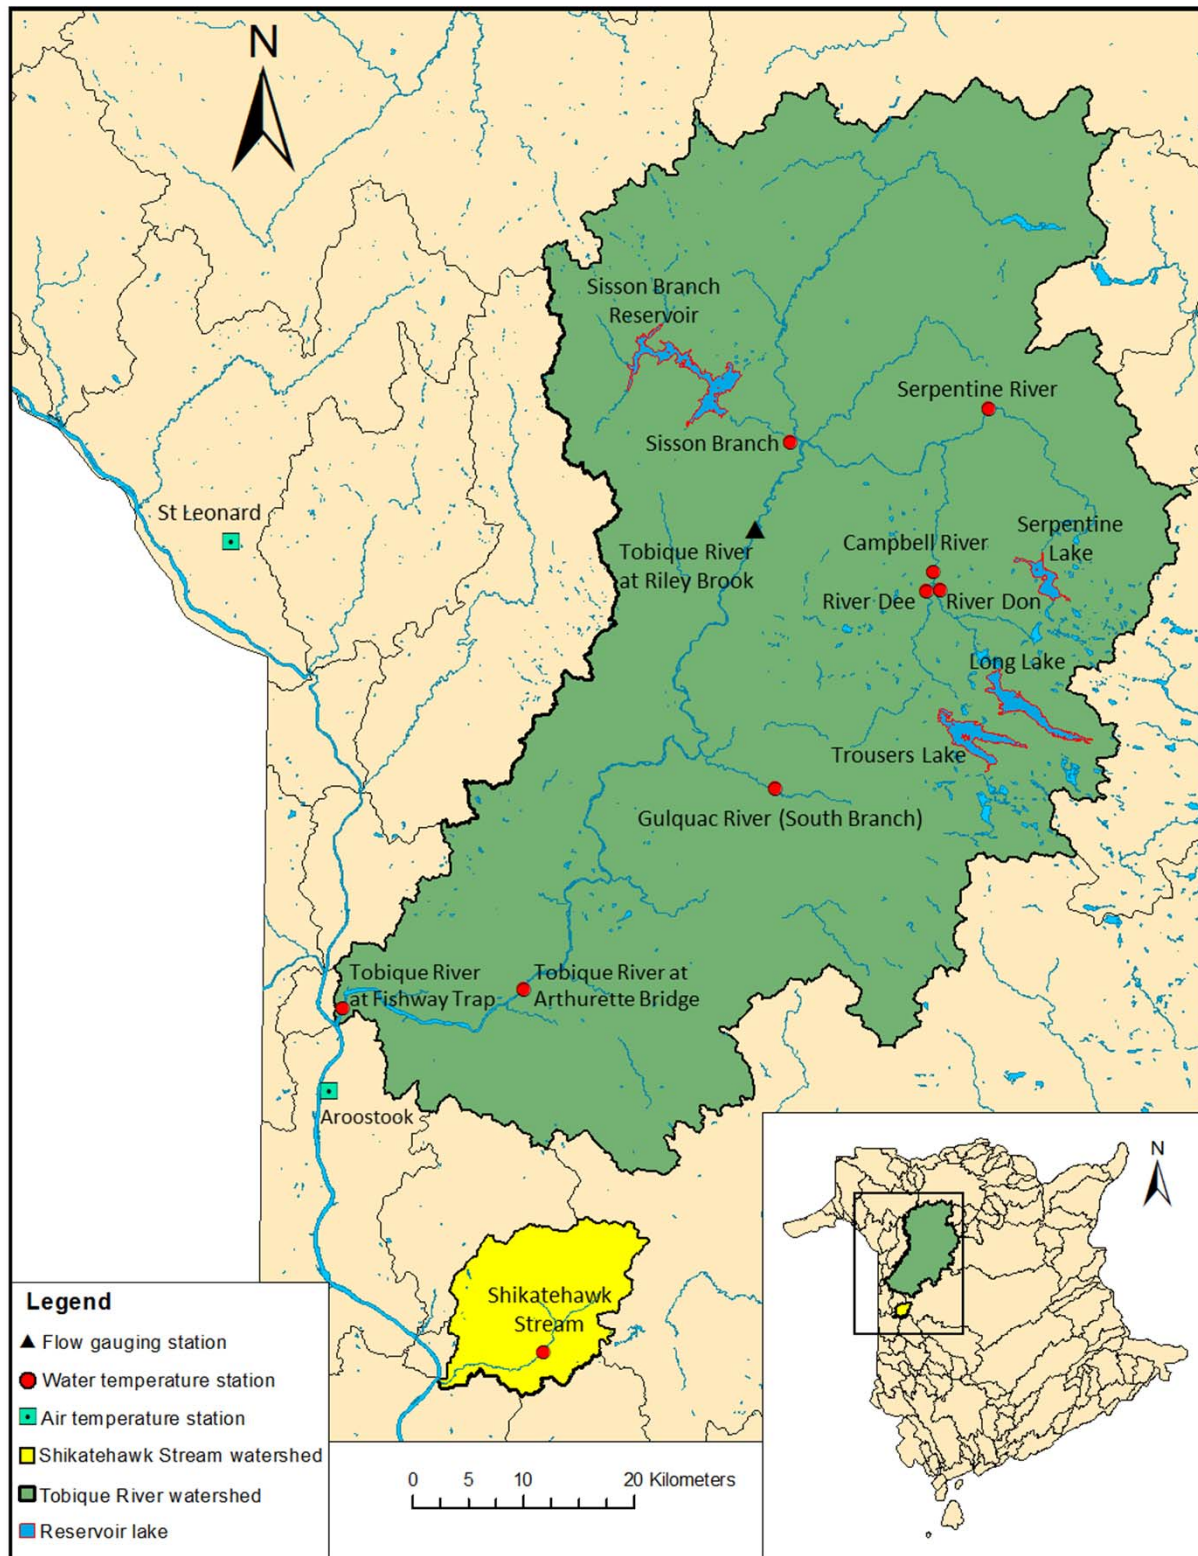 N
Sisson Branch
Reservoir
Serpentine River
Sisson Branch
St Leonard
Serpentine
Lake
Tobique River
at Riley Brook
Campbell River
River Dee
River Don
Long Lake
Trousers Lake
Gulquac River (South Branch)
Tobique River
at Fishway Trap
Tobique River at
Arthurette Bridge
Aroostook
Shikatehawk
Stream
N
Legend
Flow gauging station
Water temperature station
Air temperature station
Shikatehawk Stream watershed
Tobique River watershed
Reservoir lake
0 5 10 20 Kilometers